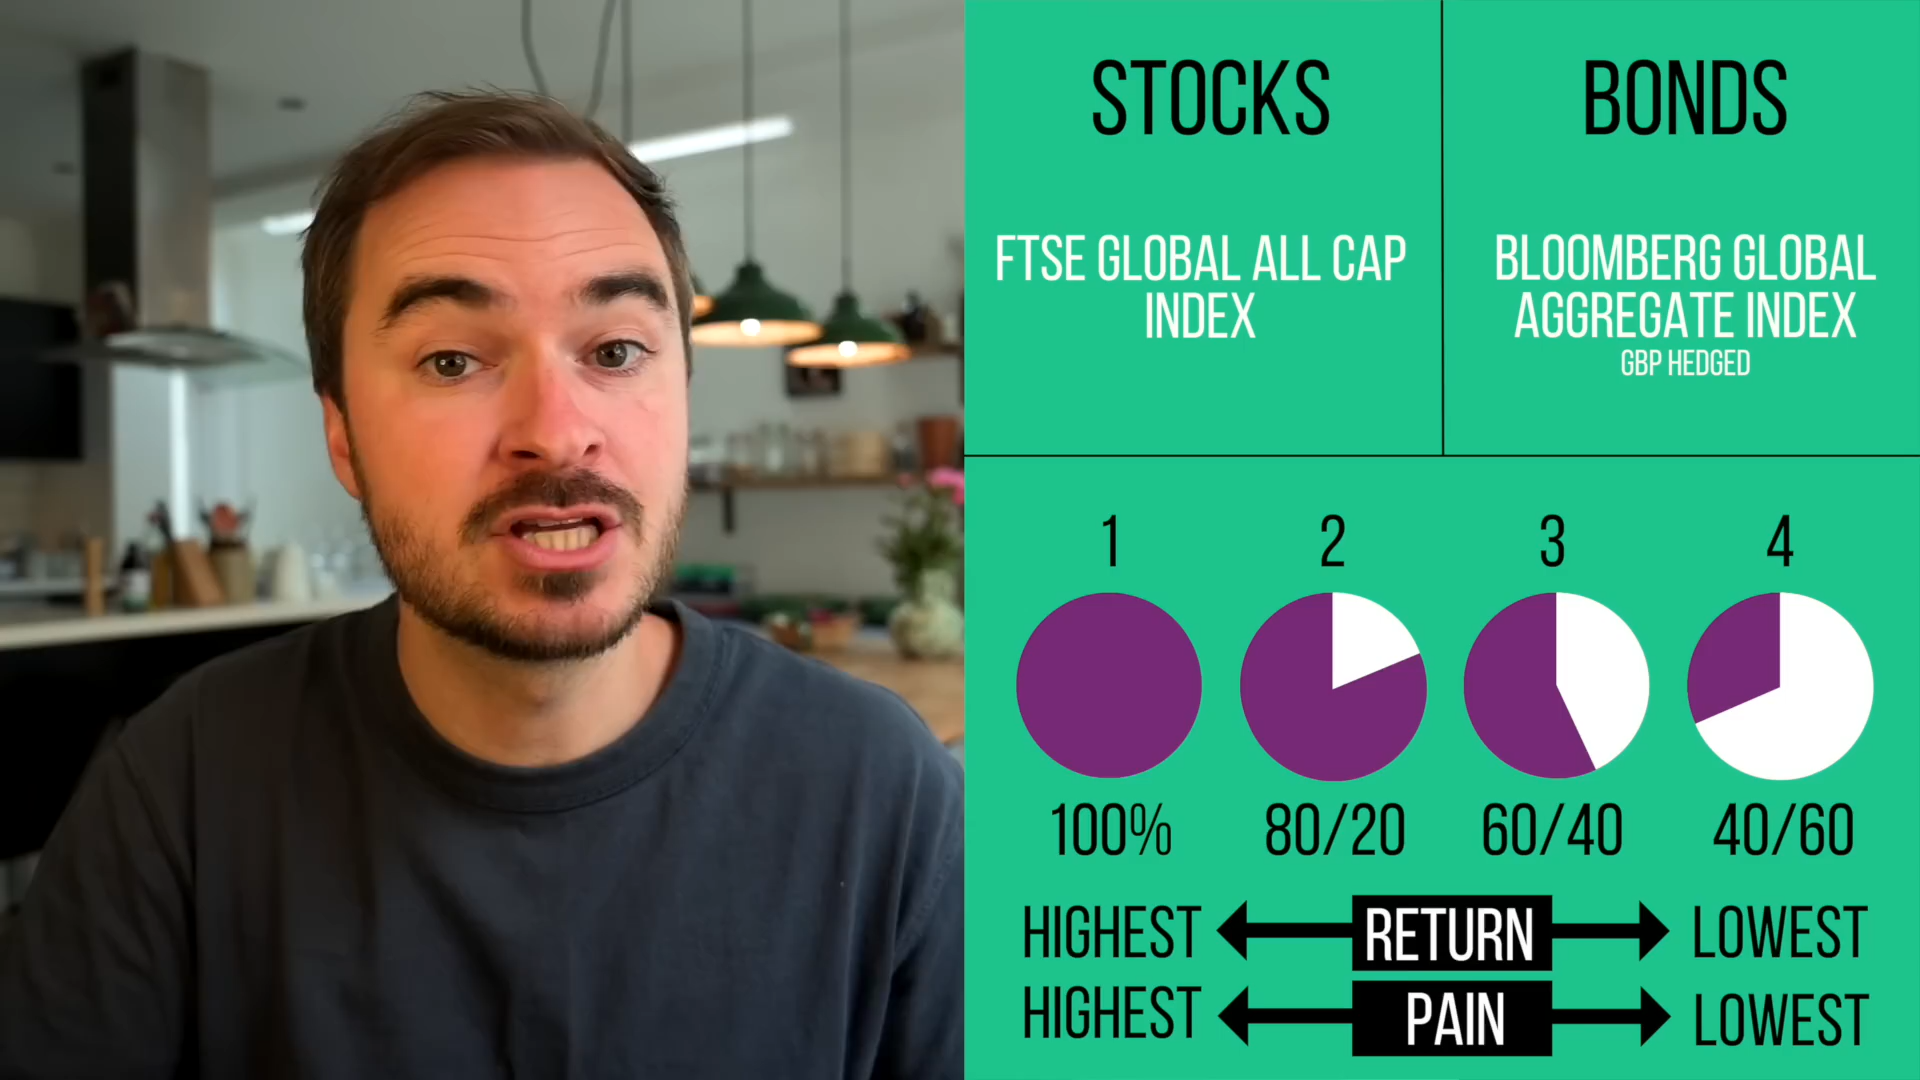 STOCKS
BONDS
FTSE GLOBAL ALL CAP
INDEX
BLOOMBERG GLOBAL
AGGREGATE INDEX
GBP HEDGED
1 2 3 4
100% 80/20 60/40 40/60
HIGHEST RETURN LOWEST
HIGHEST PAIN LOWEST